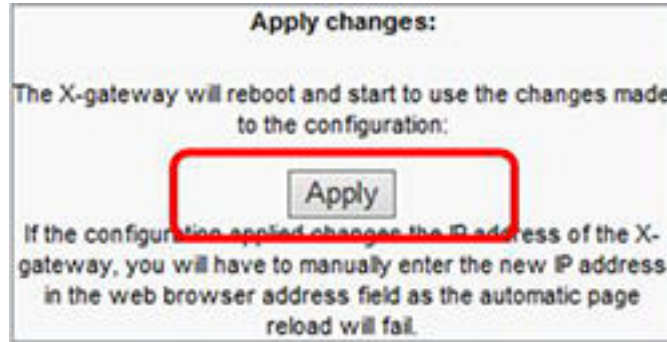 Apply changes:
The X-gateway will reboot and start to use the changes made
to the configuration:
Apply
If the configuration applied changes the IP address of the X-
gateway, you will have to manually enter the new IP address
in the web browser address field as the automatic page
reload will fail.